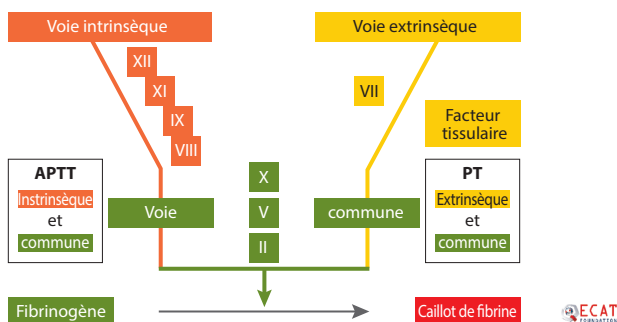 Voie intrinsèque
Voie extrinsèque
XII
XI
IX
VIII
VII
Facteur
tissulaire
APTT
Instrinsèque
et
commune
Voie
X
V
II
commune
PT
Extrinsèque
et
commune
Fibrinogène
Caillot de fibrine
ECAT
FOUNDATION